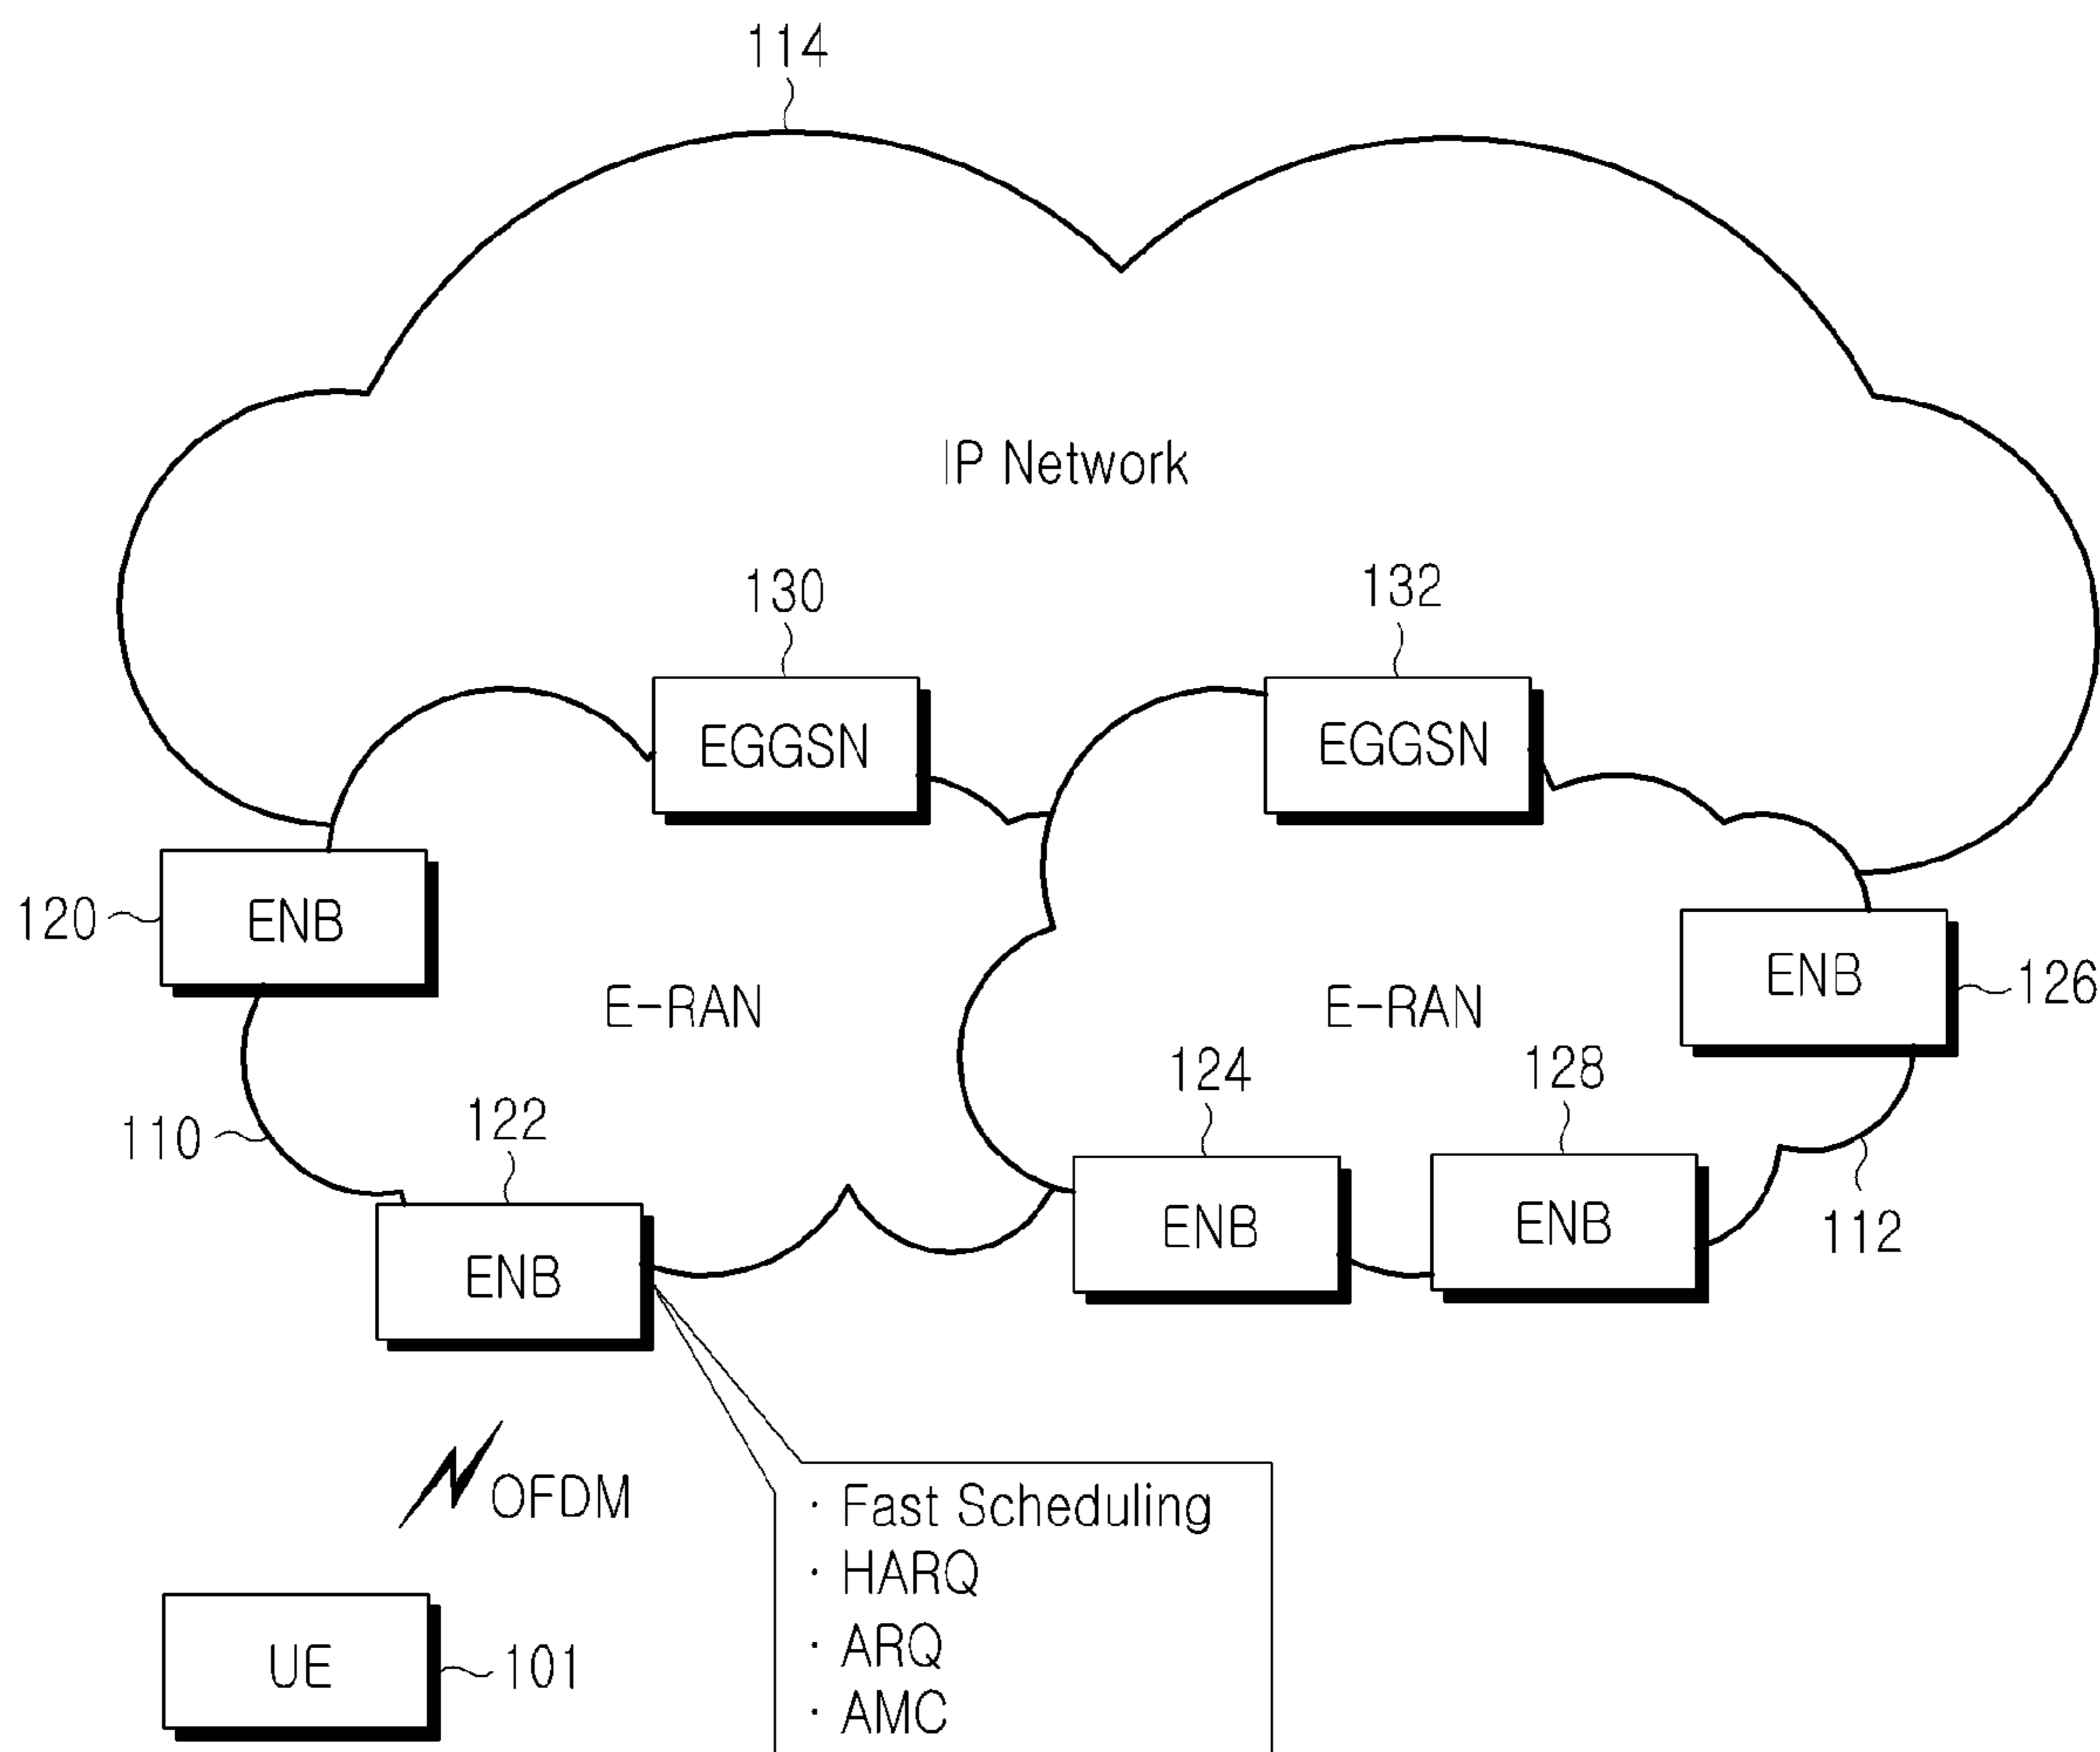 114
IP Network
130
132
EGGSN
EGGSN
120
ENB
ENB
126
E-RAN
E-RAN
124
128
110
122
ENB
ENB
112
ENB
OFDM
· Fast Scheduling
· HARQ
· ARQ
· AMC
UE
101